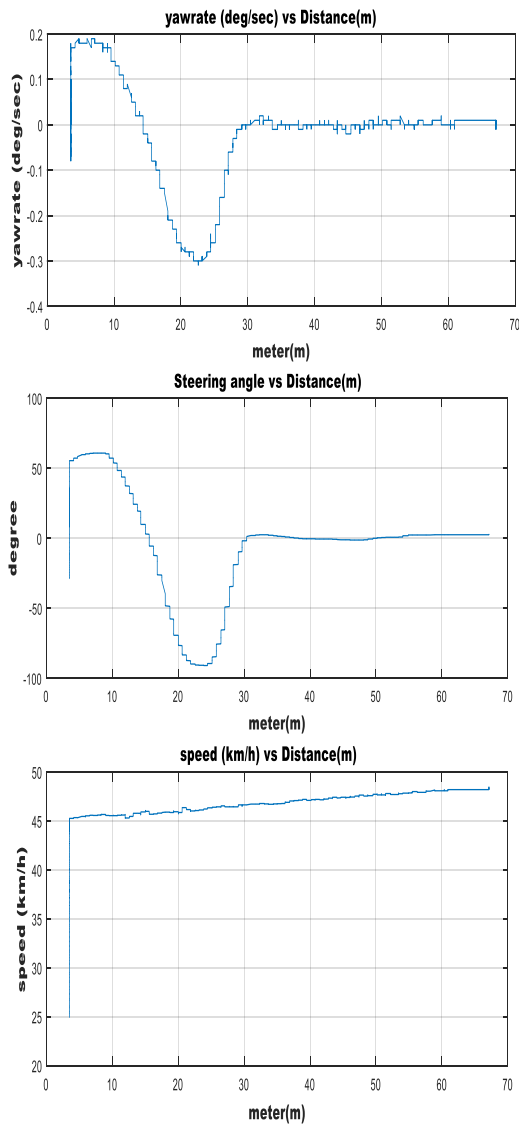 yawrate (deg/sec) vs Distance(m)
0.2
0.1
0
-0.1
-0.2
-0.3
-0.4
yawrate (deg/sec)
0 10 20 30 40 50 60 70
meter(m)
Steering angle vs Distance(m)
100
50
0
-50
-100
degree
0 10 20 30 40 50 60 70
meter(m)
speed (km/h) vs Distance(m)
50
45
40
35
30
25
20
speed (km/h)
0 10 20 30 40 50 60 70
meter(m)